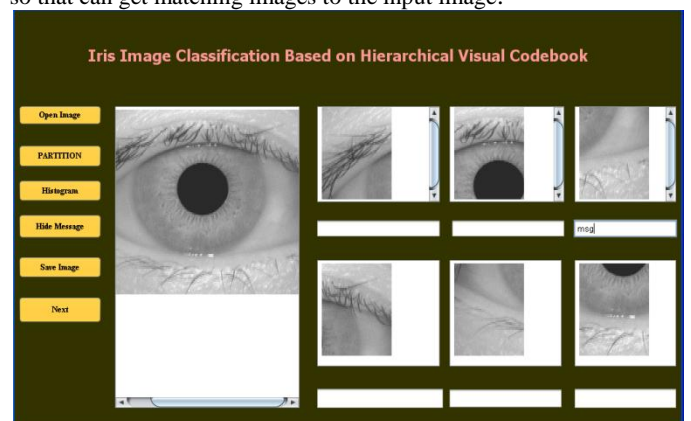 so that can get matching images to the input image.
Iris Image Classification Based on Hierarchical Visual Codebook
Open Image
PARTITION
Histogram
Hide Message
msg
Save Image
Next